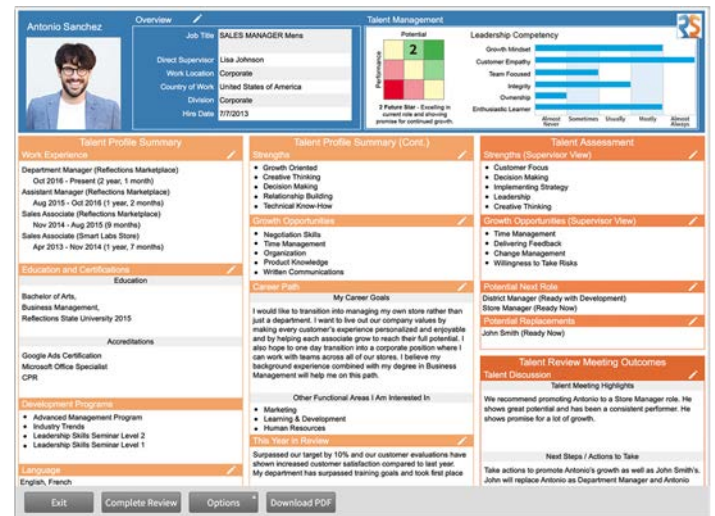 Antonio Sanchez
Overview
Job Title SALES MANAGER Mens
Direct Supervisor Lisa Johnson
Work Location Corporate
Country of Work United States of America
Division Corporate
Hire Date 7/7/2013
Talent Management
Potential
Performance
2
2 Future Star - Excelling in
current role and showing
promise for continued growth.
Leadership Competency
Growth Mindset
Customer Empathy
Team Focused
Integrity
Ownership
Enthusiastic Learner
Almost Never Sometimes Usually Mostly Almost Always
RS
Talent Profile Summary
Work Experience
Department Manager (Reflections Marketplace)
Oct 2016 - Present (2 year, 1 month)
Assistant Manager (Reflections Marketplace)
Aug 2015 - Oct 2016 (1 year, 2 months)
Sales Associate (Reflections Marketplace)
Nov 2014 - Aug 2015 (9 months)
Sales Associate (Smart Labs Store)
Apr 2013 - Nov 2014 (1 year, 7 months)
Education and Certifications
Education
Bachelor of Arts,
Business Management,
Reflections State University 2015
Accreditations
Google Ads Certification
Microsoft Office Specialist
CPR
Development Programs
• Advanced Management Program
• Industry Trends
• Leadership Skills Seminar Level 2
• Leadership Skills Seminar Level 1
Language
English, French
Talent Profile Summary (Cont.)
Strengths
• Growth Oriented
• Creative Thinking
• Decision Making
• Relationship Building
• Technical Know-How
Growth Opportunities
• Negotiation Skills
• Time Management
• Organization
• Product Knowledge
• Written Communications
Career Path
My Career Goals
I would like to transition into managing my own store rather than
just a department. I want to live out our company values by
making every customer's experience personalized and enjoyable
and by helping each associate grow to reach their full potential. I
also hope to one day transition into a corporate position where I
can work with teams across all of our stores. I believe my
background experience combined with my degree in Business
Management will help me on this path.
Other Functional Areas I Am Interested In
• Marketing
• Learning & Development
• Human Resources
This Year in Review
Surpassed our target by 10% and our customer evaluations have
shown increased customer satisfaction compared to last year.
My department has surpassed training goals and took first place
Talent Assessment
Strengths (Supervisor View)
• Customer Focus
• Decision Making
• Implementing Strategy
• Leadership
• Creative Thinking
Growth Opportunities (Supervisor View)
• Time Management
• Delivering Feedback
• Change Management
• Willingness to Take Risks
Potential Next Role
District Manager (Ready with Development)
Store Manager (Ready Now)
Potential Replacements
John Smith (Ready Now)
Talent Review Meeting Outcomes
Talent Discussion
Talent Meeting Highlights
We recommend promoting Antonio to a Store Manager role. He
shows great potential and has been a consistent performer. He
shows promise for a lot of growth.
Next Steps / Actions to Take
Take actions to promote Antonio's growth as well as John Smith's.
John will replace Antonio as Department Manager and Antonio
Exit
Complete Review
Options
Download PDF